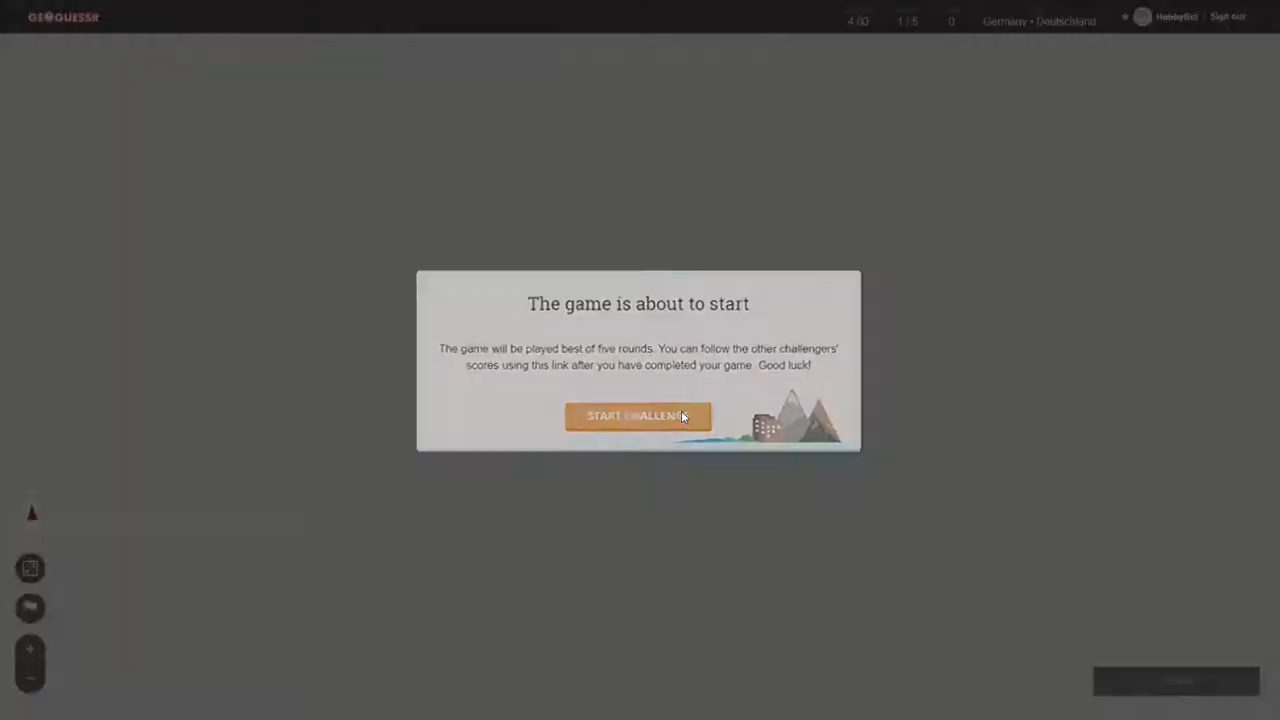 GEOGUESSR
4:00 1 / 5 0 Germany • Deutschland
Sign out
The game is about to start
The game will be played best of five rounds. You can follow the other challengers'
scores using this link after you have completed your game. Good luck!
START CHALLENGE
+
-